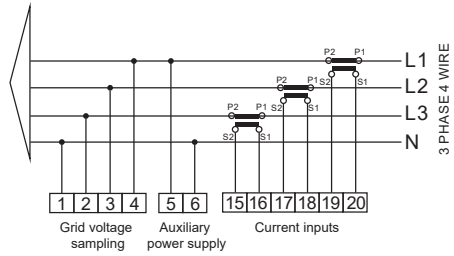 P2 P1
L1
P2 P1 S2 S1
L2
P2 P1 S2 S1
L3
S2 S1
N
3 PHASE 4 WIRE
1 2 3 4 5 6 15 16 17 18 19 20
Grid voltage sampling
Auxiliary power supply
Current inputs